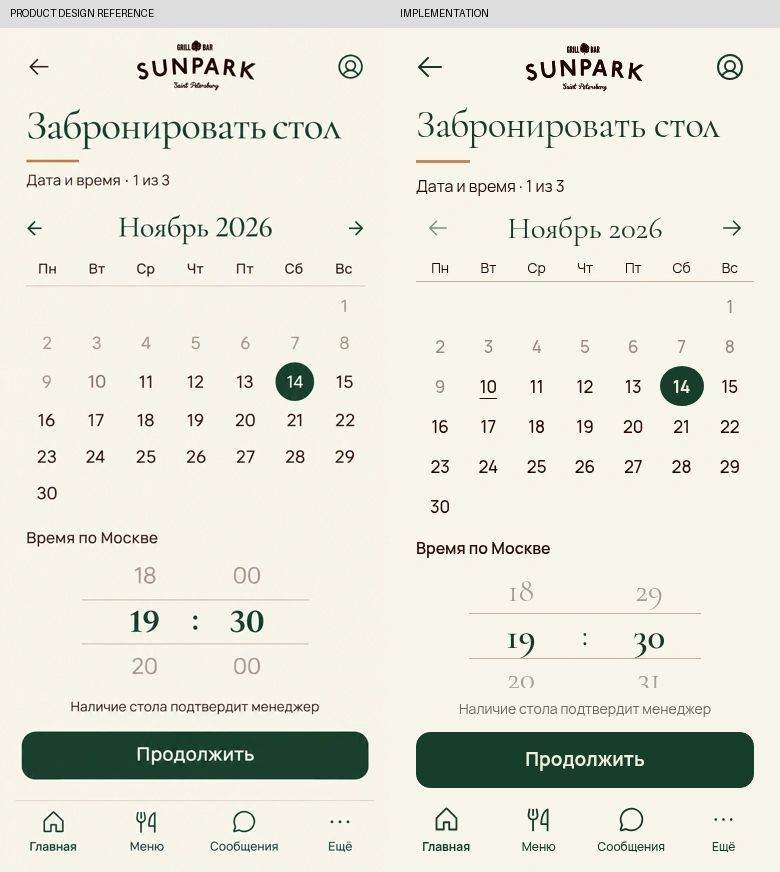 PRODUCT DESIGN REFERENCE
GRILL BAR
SUNPARK
Saint Petersburg
Забронировать стол
Дата и время · 1 из 3
Ноябрь 2026
Пн Вт Ср Чт Пт Сб Вс
1
2 3 4 5 6 7 8
9 10 11 12 13 14 15
16 17 18 19 20 21 22
23 24 25 26 27 28 29
30
Время по Москве
18 00
19 : 30
20 00
Наличие стола подтвердит менеджер
Продолжить
Главная Меню Сообщения Ещё
IMPLEMENTATION
GRILL BAR
SUNPARK
Saint Petersburg
Забронировать стол
Дата и время · 1 из 3
Ноябрь 2026
Пн Вт Ср Чт Пт Сб Вс
1
2 3 4 5 6 7 8
9 10 11 12 13 14 15
16 17 18 19 20 21 22
23 24 25 26 27 28 29
30
Время по Москве
18 29
19 : 30
20 31
Наличие стола подтвердит менеджер
Продолжить
Главная Меню Сообщения Ещё